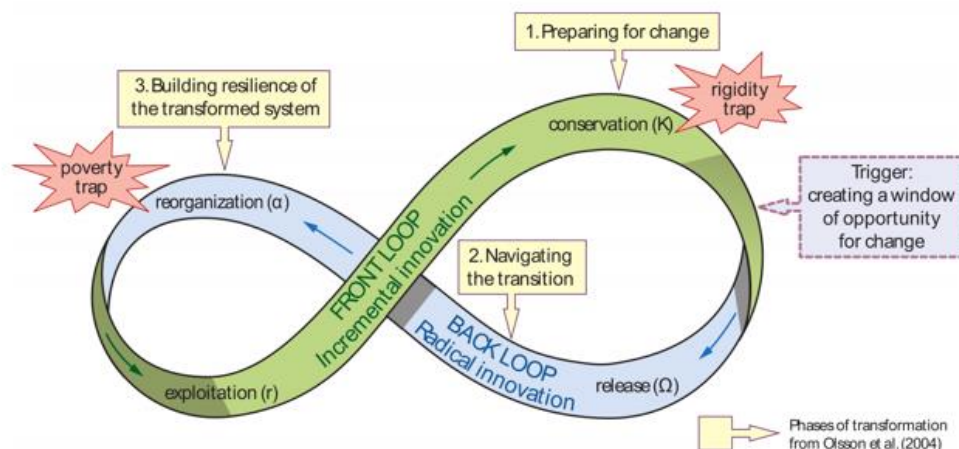 1. Preparing for change
3. Building resilience of
the transformed system
rigidity
trap
conservation (K)
poverty
trap
Trigger:
creating a window
of opportunity
for change
reorganization (α)
FRONT LOOP
Incremental innovation
2. Navigating
the transition
BACK LOOP
Radical innovation
release (Ω)
exploitation (r)
Phases of transformation
from Olsson et al. (2004)